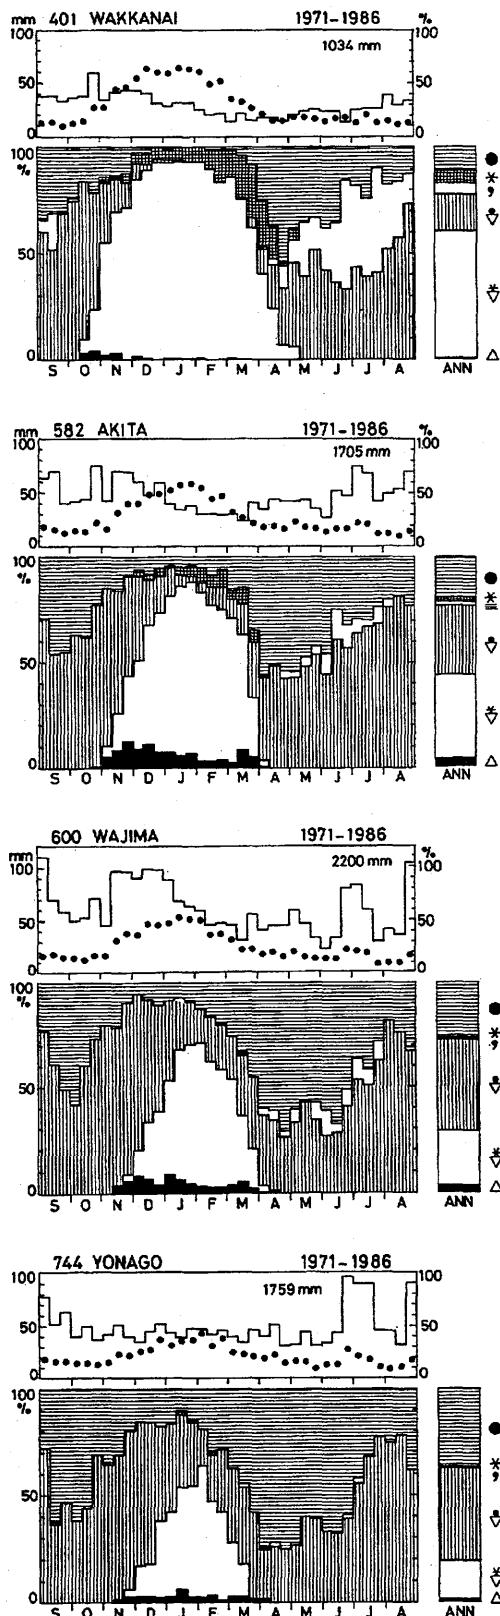 mm 401 WAKKANAI 1971-1986 %
100 1034 mm 100
50 50
0 0
100
%
50
0
S O N D J F M A M J J A ANN
mm 582 AKITA 1971-1986 %
100 1705 mm 100
50 50
0 0
100
%
50
0
S O N D J F M A M J J A ANN
600 WAJIMA 1971-1986
mm 2200 mm %
100 100
50 50
0 0
100
%
50
0
S O N D J F M A M J J A ANN
744 YONAGO 1971-1986
mm %
100 1759 mm 100
50 50
0 0
100
%
50
0
S O N D J F M A M J J A ANN